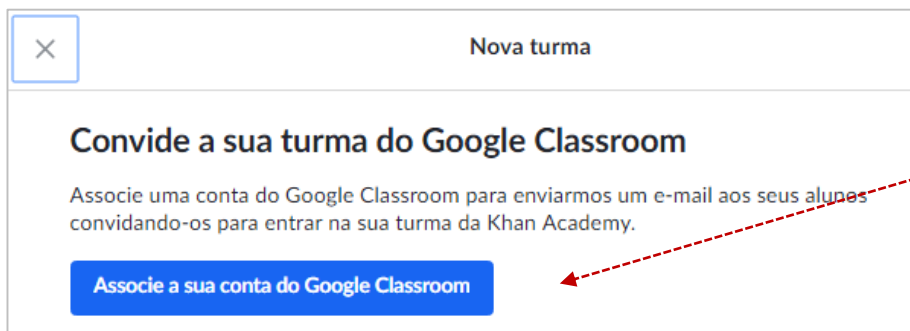 Nova turma
Convide a sua turma do Google Classroom
Associe uma conta do Google Classroom para enviarmos um e-mail aos seus alunos
convidando-os para entrar na sua turma da Khan Academy.
Associe a sua conta do Google Classroom